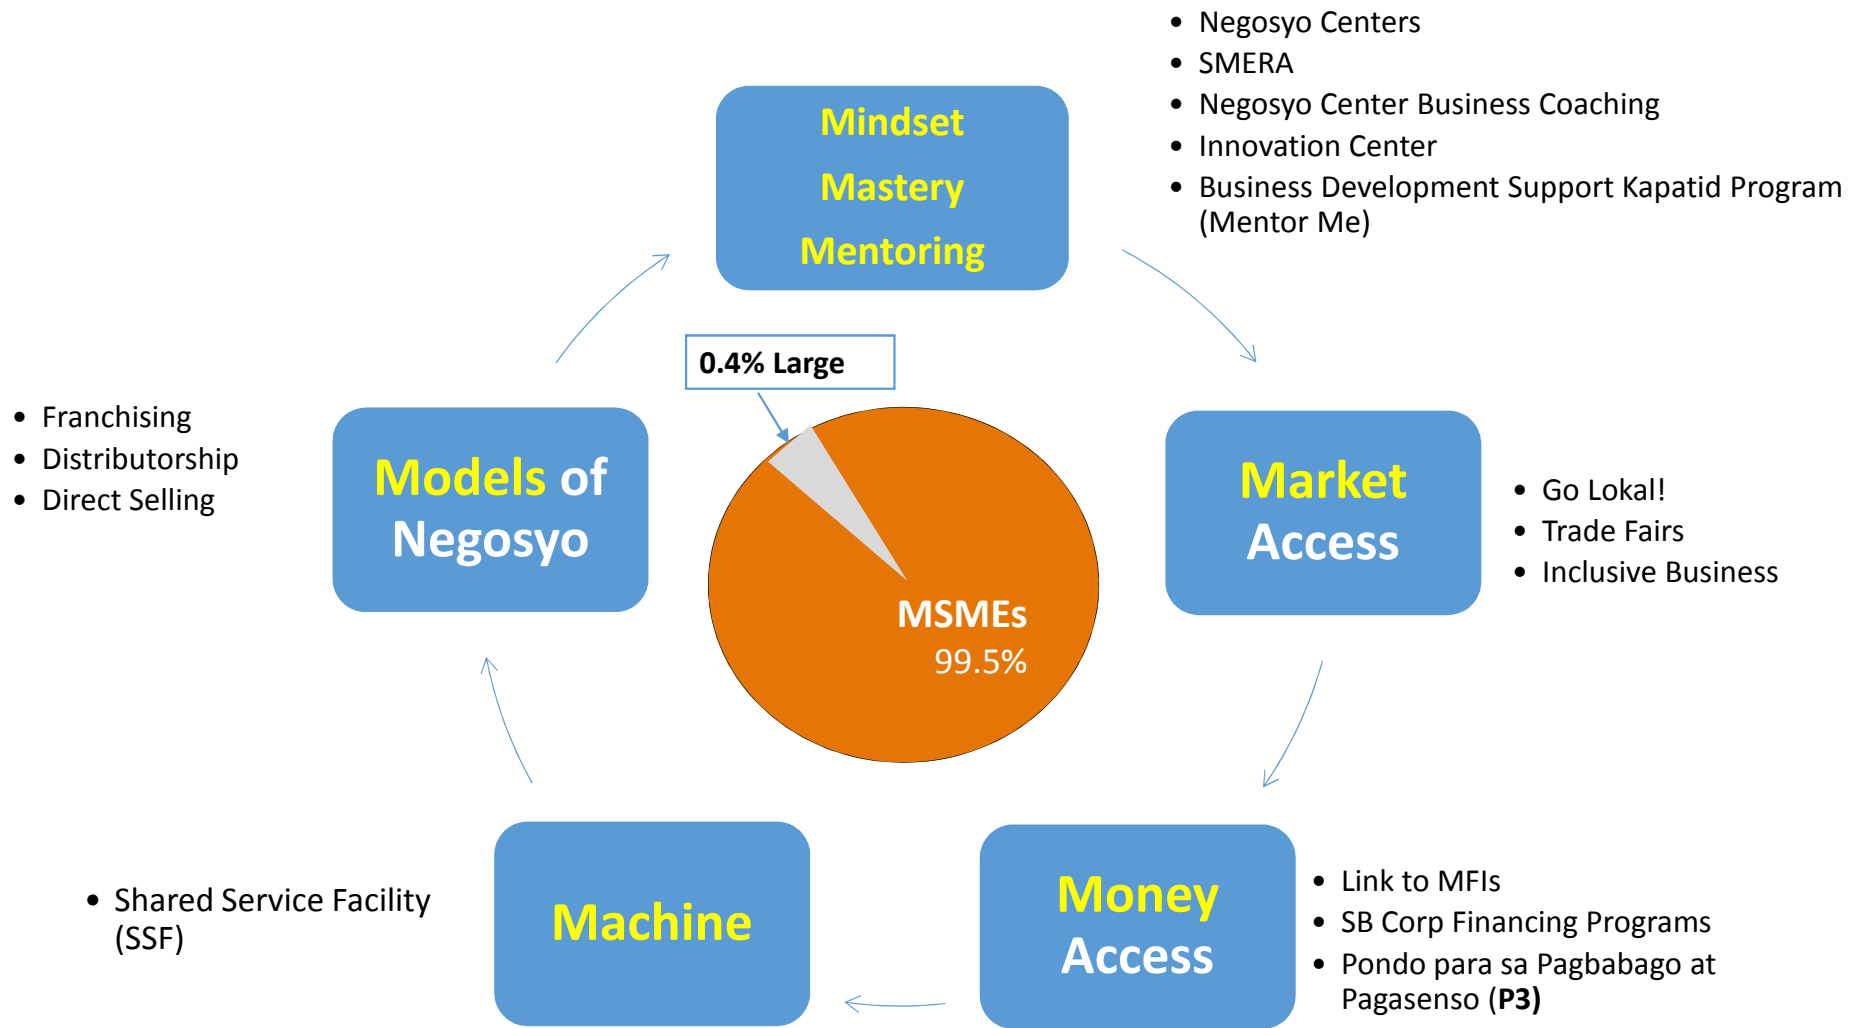 • Negosyo Centers
• SMERA
• Negosyo Center Business Coaching
• Innovation Center
• Business Development Support Kapatid Program
(Mentor Me)
Mindset
Mastery
Mentoring
0.4% Large
• Franchising
• Distributorship
• Direct Selling
Models of
Negosyo
MSMEs
99.5%
Market
Access
• Go Lokal!
• Trade Fairs
• Inclusive Business
• Shared Service Facility
(SSF)
Machine
Money
Access
• Link to MFIs
• SB Corp Financing Programs
• Pondo para sa Pagbabago at
Pagasenso (P3)